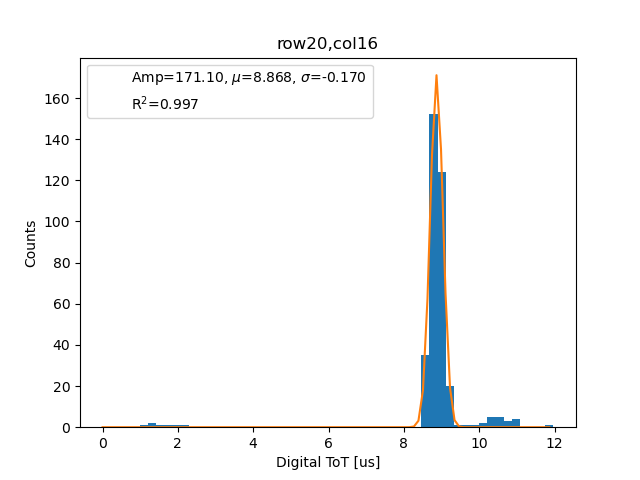 row20,col16
Amp=171.10, μ=8.868, σ=-0.170
R²=0.997
160
140
120
100
80
60
40
20
0
Counts
0 2 4 6 8 10 12
Digital ToT [us]